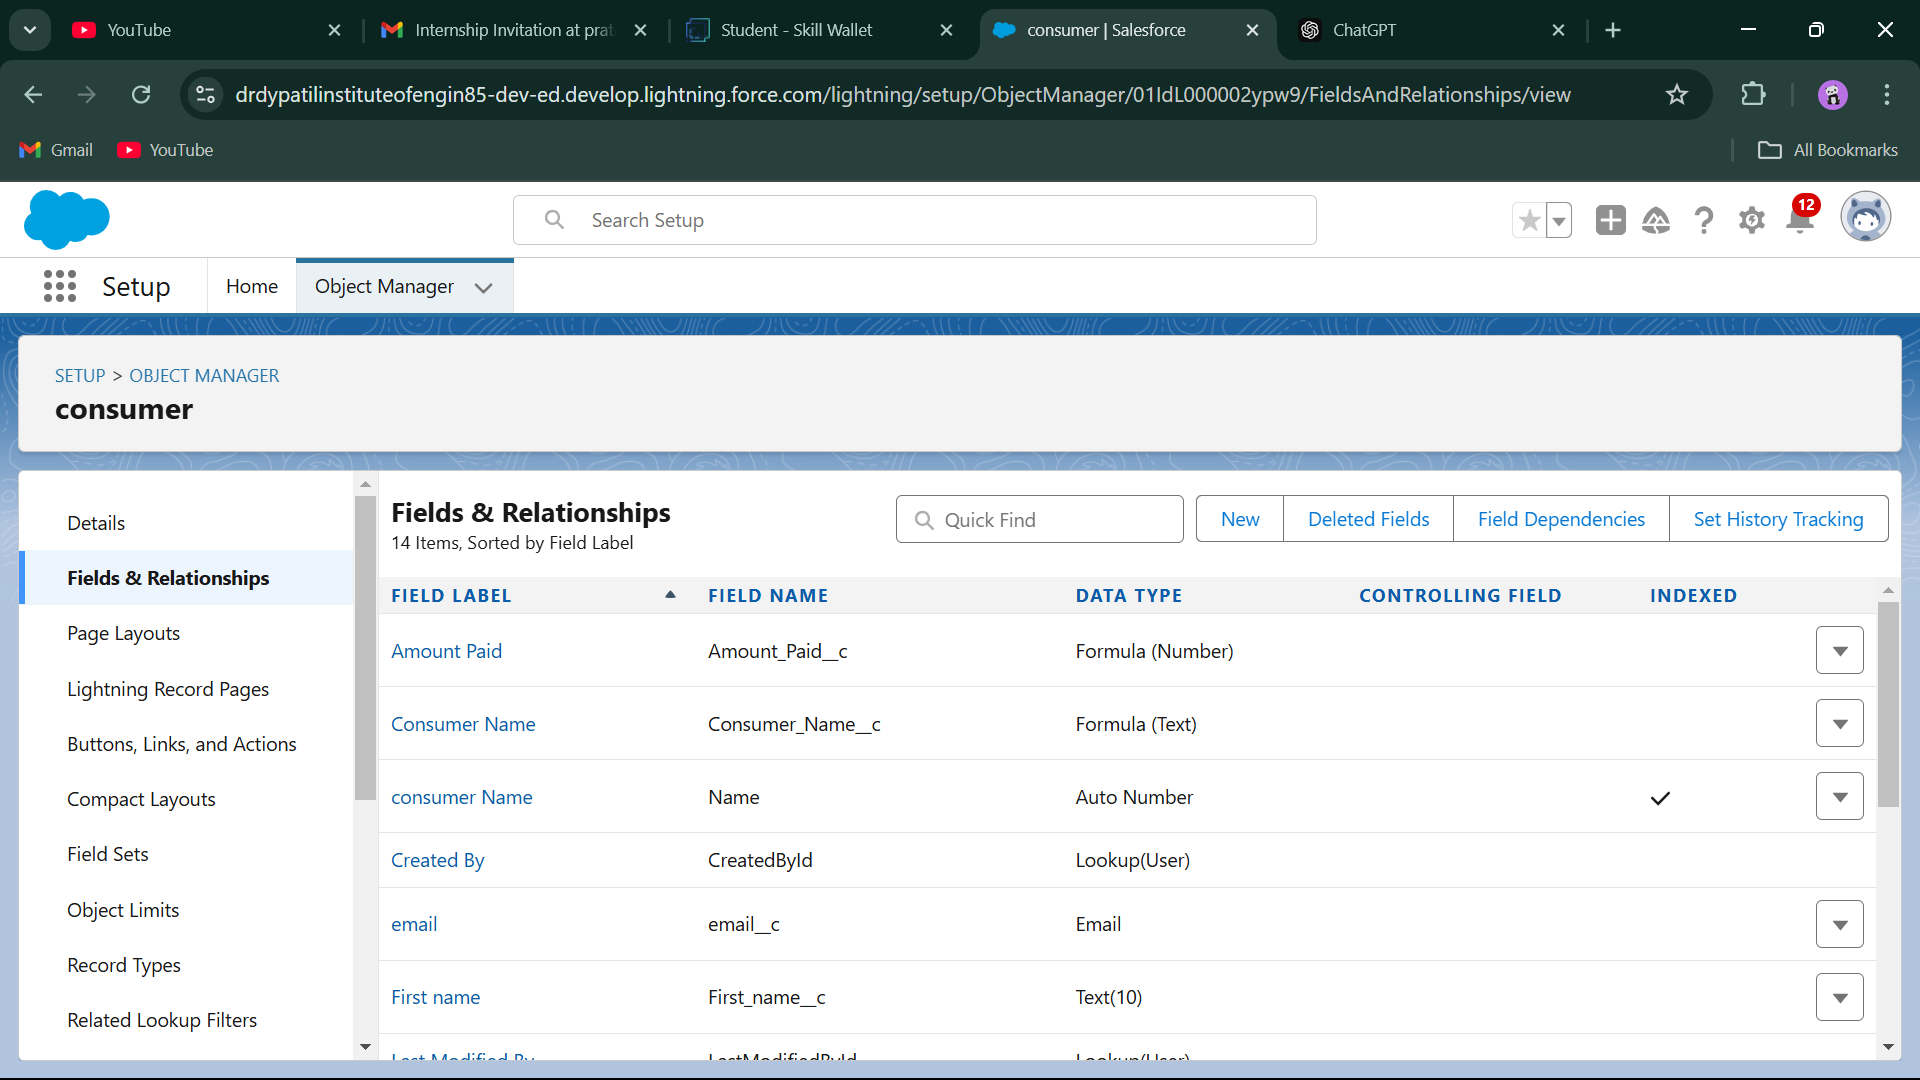 YouTube
Internship Invitation at prat
Student - Skill Wallet
consumer | Salesforce
ChatGPT
drdypatilinstituteofengin85-dev-ed.develop.lightning.force.com/lightning/setup/ObjectManager/01IdL000002ypw9/FieldsAndRelationships/view
Gmail
YouTube
All Bookmarks
Search Setup
12
Setup
Home
Object Manager
SETUP > OBJECT MANAGER
consumer
Details
Fields & Relationships
Page Layouts
Lightning Record Pages
Buttons, Links, and Actions
Compact Layouts
Field Sets
Object Limits
Record Types
Related Lookup Filters
Fields & Relationships
14 Items, Sorted by Field Label
Quick Find
New
Deleted Fields
Field Dependencies
Set History Tracking
FIELD LABEL FIELD NAME DATA TYPE CONTROLLING FIELD INDEXED
Amount Paid Amount_Paid__c Formula (Number)
Consumer Name Consumer_Name__c Formula (Text)
consumer Name Name Auto Number
Created By CreatedById Lookup(User)
email email__c Email
First name First_name__c Text(10)
Last Modified By LastModifiedById Lookup(User)